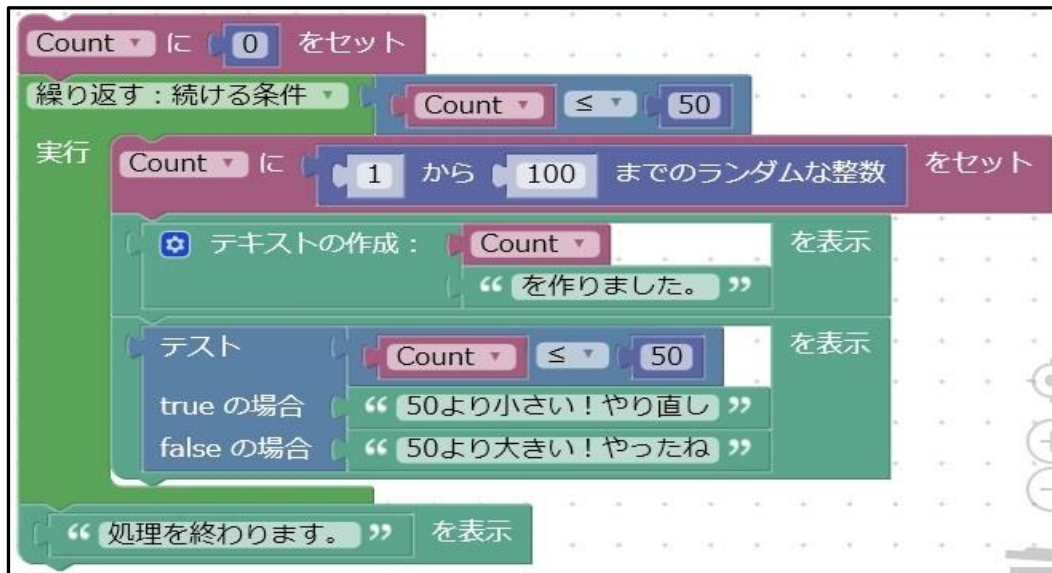 Count に 0 をセット
繰り返す：続ける条件 Count ≤ 50
実行 Count に 1 から 100 までのランダムな整数 をセット
テキストの作成： Count を表示
“ を作りました。 ”
テスト Count ≤ 50 を表示
true の場合 “ 50より小さい！やり直し ”
false の場合 “ 50より大きい！やったね ”
“ 処理を終わります。 ” を表示